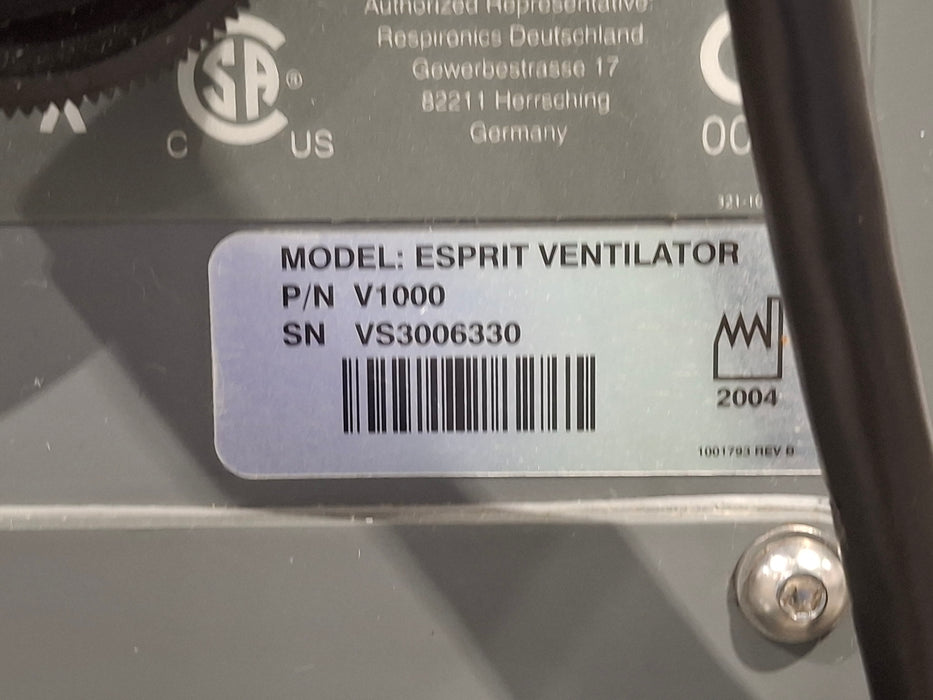 Authorized Representative
Respironics Deutschland
Gewerbestrasse 17
82211 Herrsching
Germany
SA ®
C US
MODEL: ESPRIT VENTILATOR
P/N V1000
SN VS3006330
2004
1001793 REV